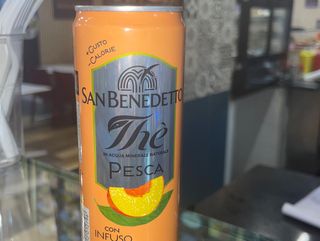 +GUSTO
-CALORIE
SAN BENEDETTO
Thè
IN ACQUA MINERALE NATURALE
PESCA
CON
INFUSO